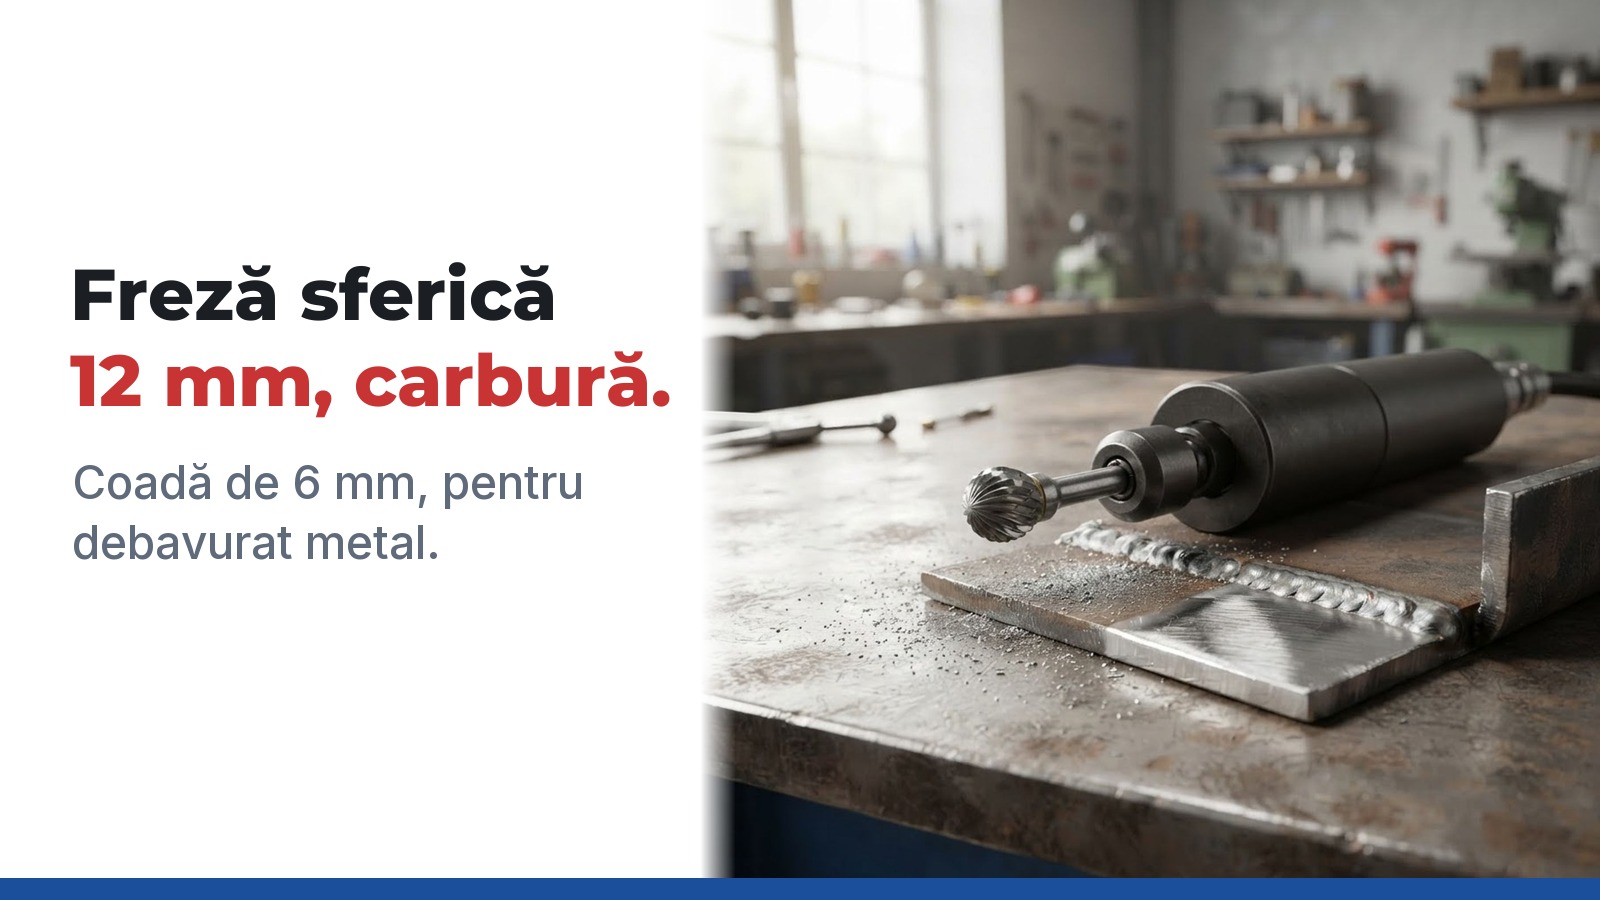 Freză sferică
12 mm, carbură.
Coadă de 6 mm, pentru
debavurat metal.